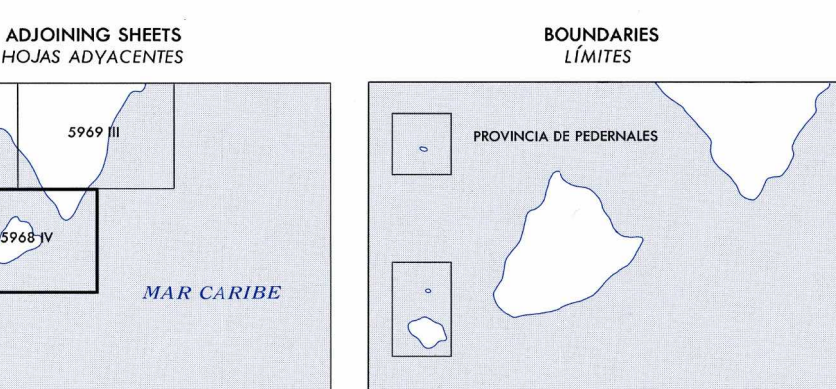 ADJOINING SHEETS
HOJAS ADYACENTES
5969 III
5968 IV
MAR CARIBE
BOUNDARIES
LÍMITES
PROVINCIA DE PEDERNALES